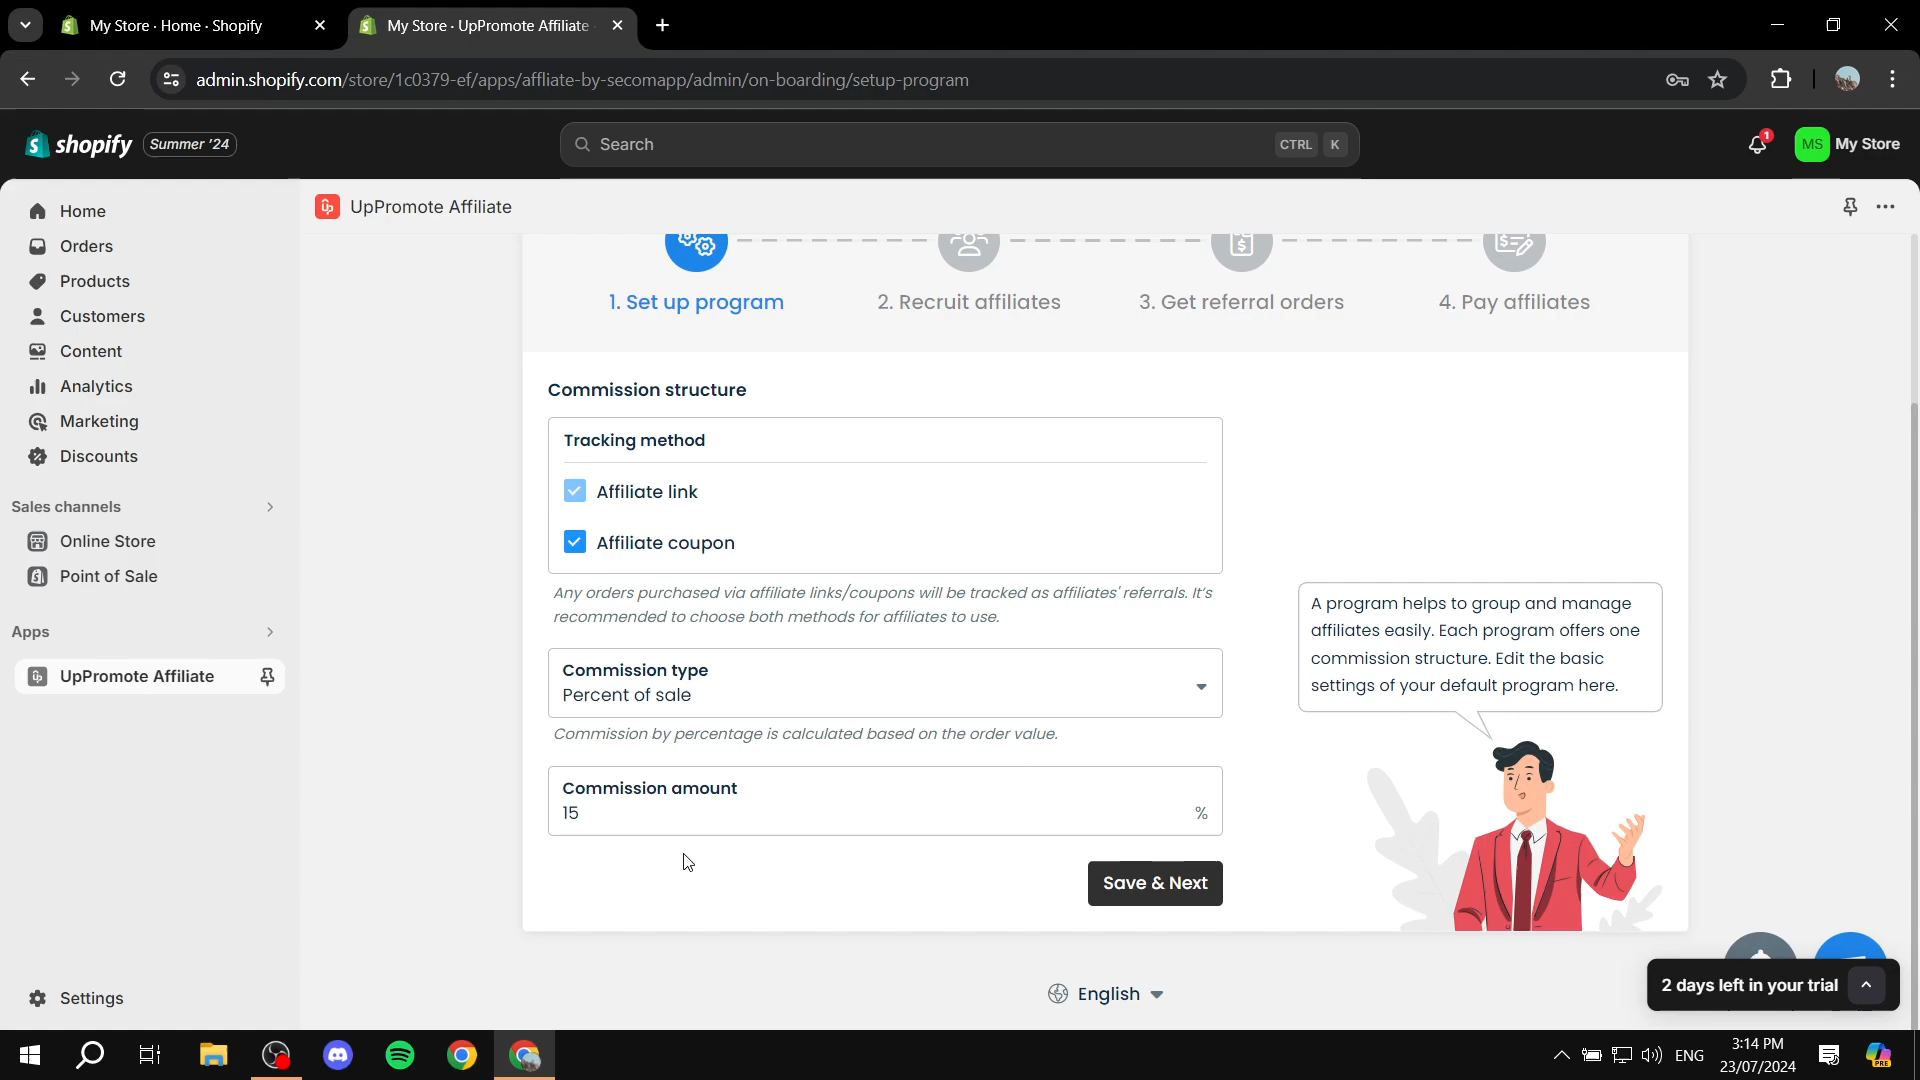 My Store · Home · Shopify
My Store · UpPromote Affiliate
admin.shopify.com/store/1c0379-ef/apps/affliate-by-secomapp/admin/on-boarding/setup-program
shopify
Summer '24
Search
CTRL K
1
MS
My Store
Home
Orders
Products
Customers
Content
Analytics
Marketing
Discounts
Sales channels
Online Store
Point of Sale
Apps
UpPromote Affiliate
Settings
UpPromote Affiliate
1. Set up program
2. Recruit affiliates
3. Get referral orders
4. Pay affiliates
Commission structure
Tracking method
Affiliate link
Affiliate coupon
Any orders purchased via affiliate links/coupons will be tracked as affiliates' referrals. It's
recommended to choose both methods for affiliates to use.
Commission type
Percent of sale
Commission by percentage is calculated based on the order value.
Commission amount
15 %
Save & Next
A program helps to group and manage
affiliates easily. Each program offers one
commission structure. Edit the basic
settings of your default program here.
English
2 days left in your trial
ENG
3:14 PM
23/07/2024
PRE